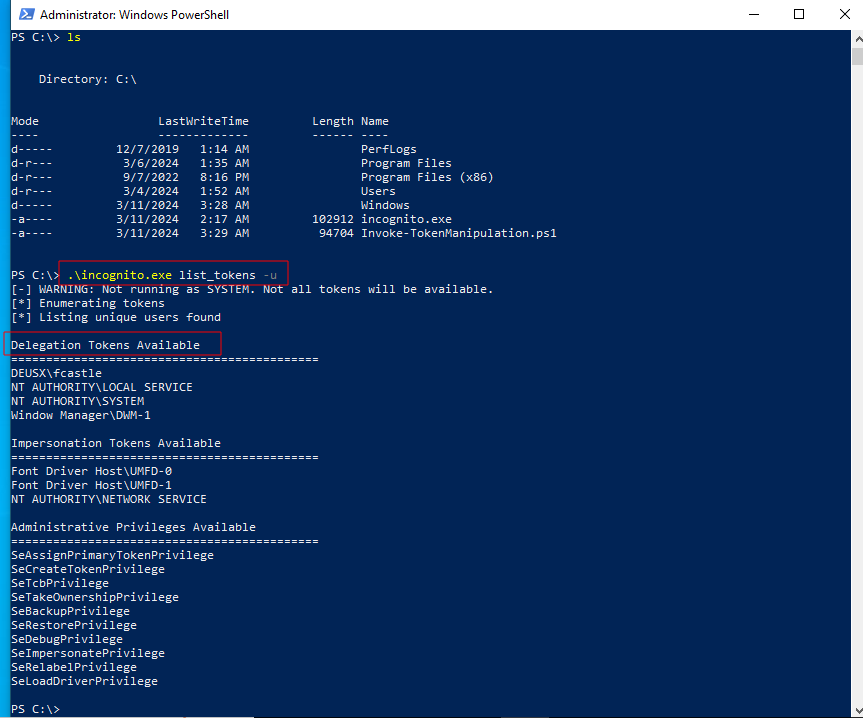 Administrator: Windows PowerShell
PS C:\> ls
Directory: C:\
Mode                 LastWriteTime         Length Name
----                 -------------         ------ ----
d-----         12/7/2019   1:14 AM                PerfLogs
d-r---          3/6/2024   1:35 AM                Program Files
d-r---          9/7/2022   8:16 PM                Program Files (x86)
d-r---          3/4/2024   1:52 AM                Users
d-----         3/11/2024   3:28 AM                Windows
-a----         3/11/2024   2:17 AM         102912 incognito.exe
-a----         3/11/2024   3:29 AM          94704 Invoke-TokenManipulation.ps1
PS C:\> .\incognito.exe list_tokens -u
[-] WARNING: Not running as SYSTEM. Not all tokens will be available.
[*] Enumerating tokens
[*] Listing unique users found
Delegation Tokens Available
============================================
DEUSX\fcastle
NT AUTHORITY\LOCAL SERVICE
NT AUTHORITY\SYSTEM
Window Manager\DWM-1
Impersonation Tokens Available
============================================
Font Driver Host\UMFD-0
Font Driver Host\UMFD-1
NT AUTHORITY\NETWORK SERVICE
Administrative Privileges Available
============================================
SeAssignPrimaryTokenPrivilege
SeCreateTokenPrivilege
SeTcbPrivilege
SeTakeOwnershipPrivilege
SeBackupPrivilege
SeRestorePrivilege
SeDebugPrivilege
SeImpersonatePrivilege
SeRelabelPrivilege
SeLoadDriverPrivilege
PS C:\>